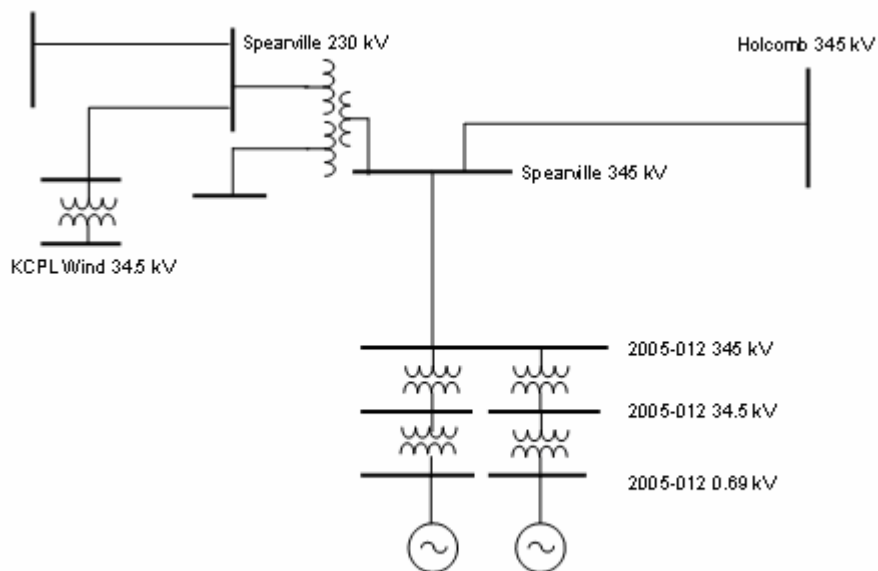 Spearville 230 kV
Holcomb 345 kV
Spearville 345 kV
KCPL Wind 34.5 kV
2005-012 345 kV
2005-012 34.5 kV
2005-012 0.69 kV